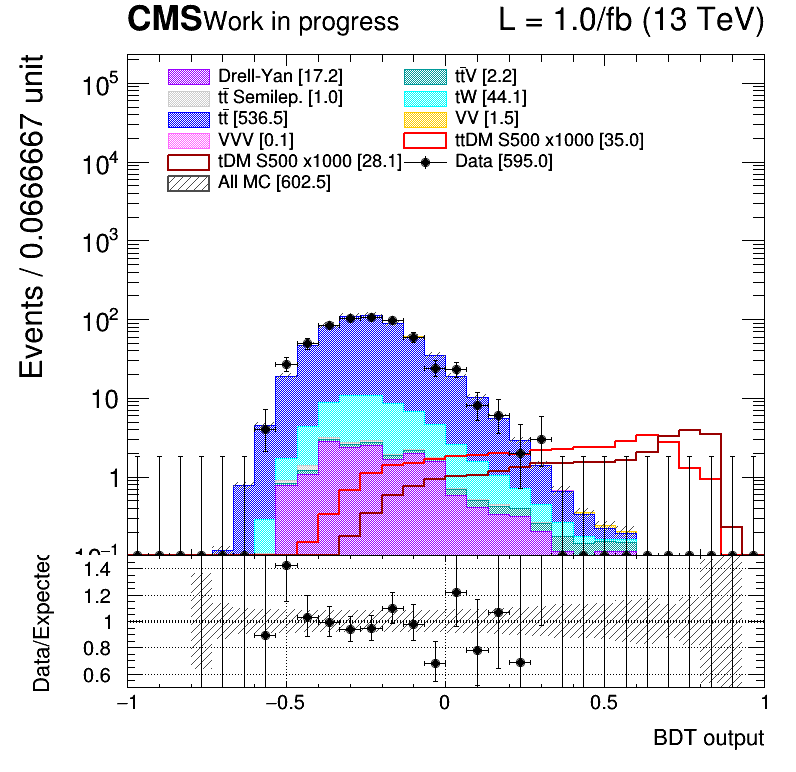 CMS Work in progress L = 1.0/fb (13 TeV)
Events / 0.0666667 unit
10⁵
10⁴
10³
10²
10
1
10⁻¹
Drell-Yan [17.2] tt̄V [2.2]
tt̄ Semilep. [1.0] tW [44.1]
tt̄ [536.5] VV [1.5]
VVV [0.1] ttDM S500 x1000 [35.0]
tDM S500 x1000 [28.1] Data [595.0]
All MC [602.5]
Data/Expected
1.4
1.2
1
0.8
0.6
−1 −0.5 0 0.5 1
BDT output